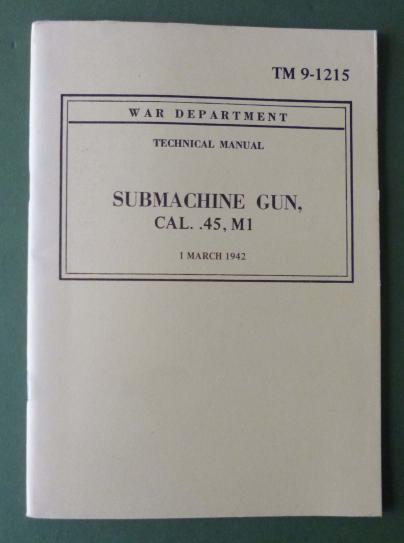 TM 9-1215
WAR DEPARTMENT
TECHNICAL MANUAL
SUBMACHINE GUN,
CAL. .45, M1
1 MARCH 1942